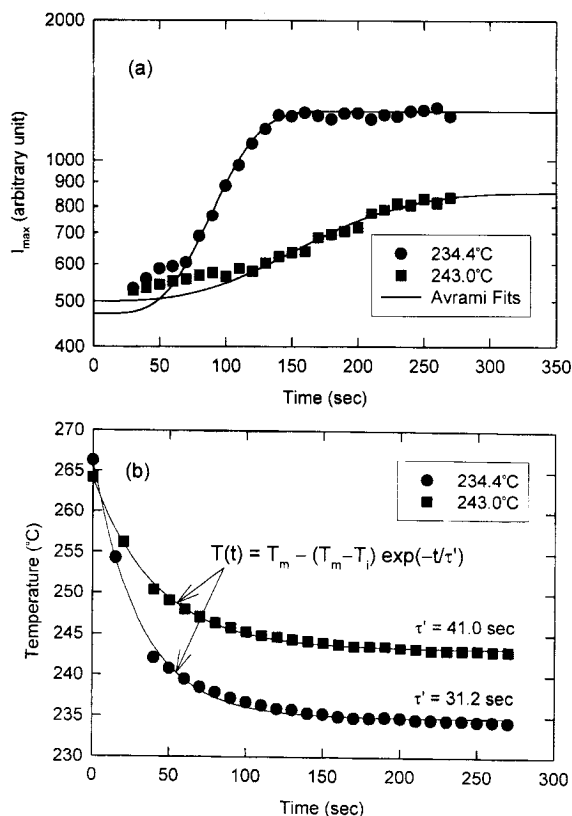 (a)
2000
1000
900
800
700
600
500
400
I_max (arbitrary unit)
234.4°C
243.0°C
Avrami Fits
0 50 100 150 200 250 300 350
Time (sec)
(b)
270
265
260
255
250
245
240
235
230
Temperature (°C)
234.4°C
243.0°C
T(t) = T_m − (T_m−T_i) exp(−t/τ')
τ' = 41.0 sec
τ' = 31.2 sec
0 50 100 150 200 250 300
Time (sec)